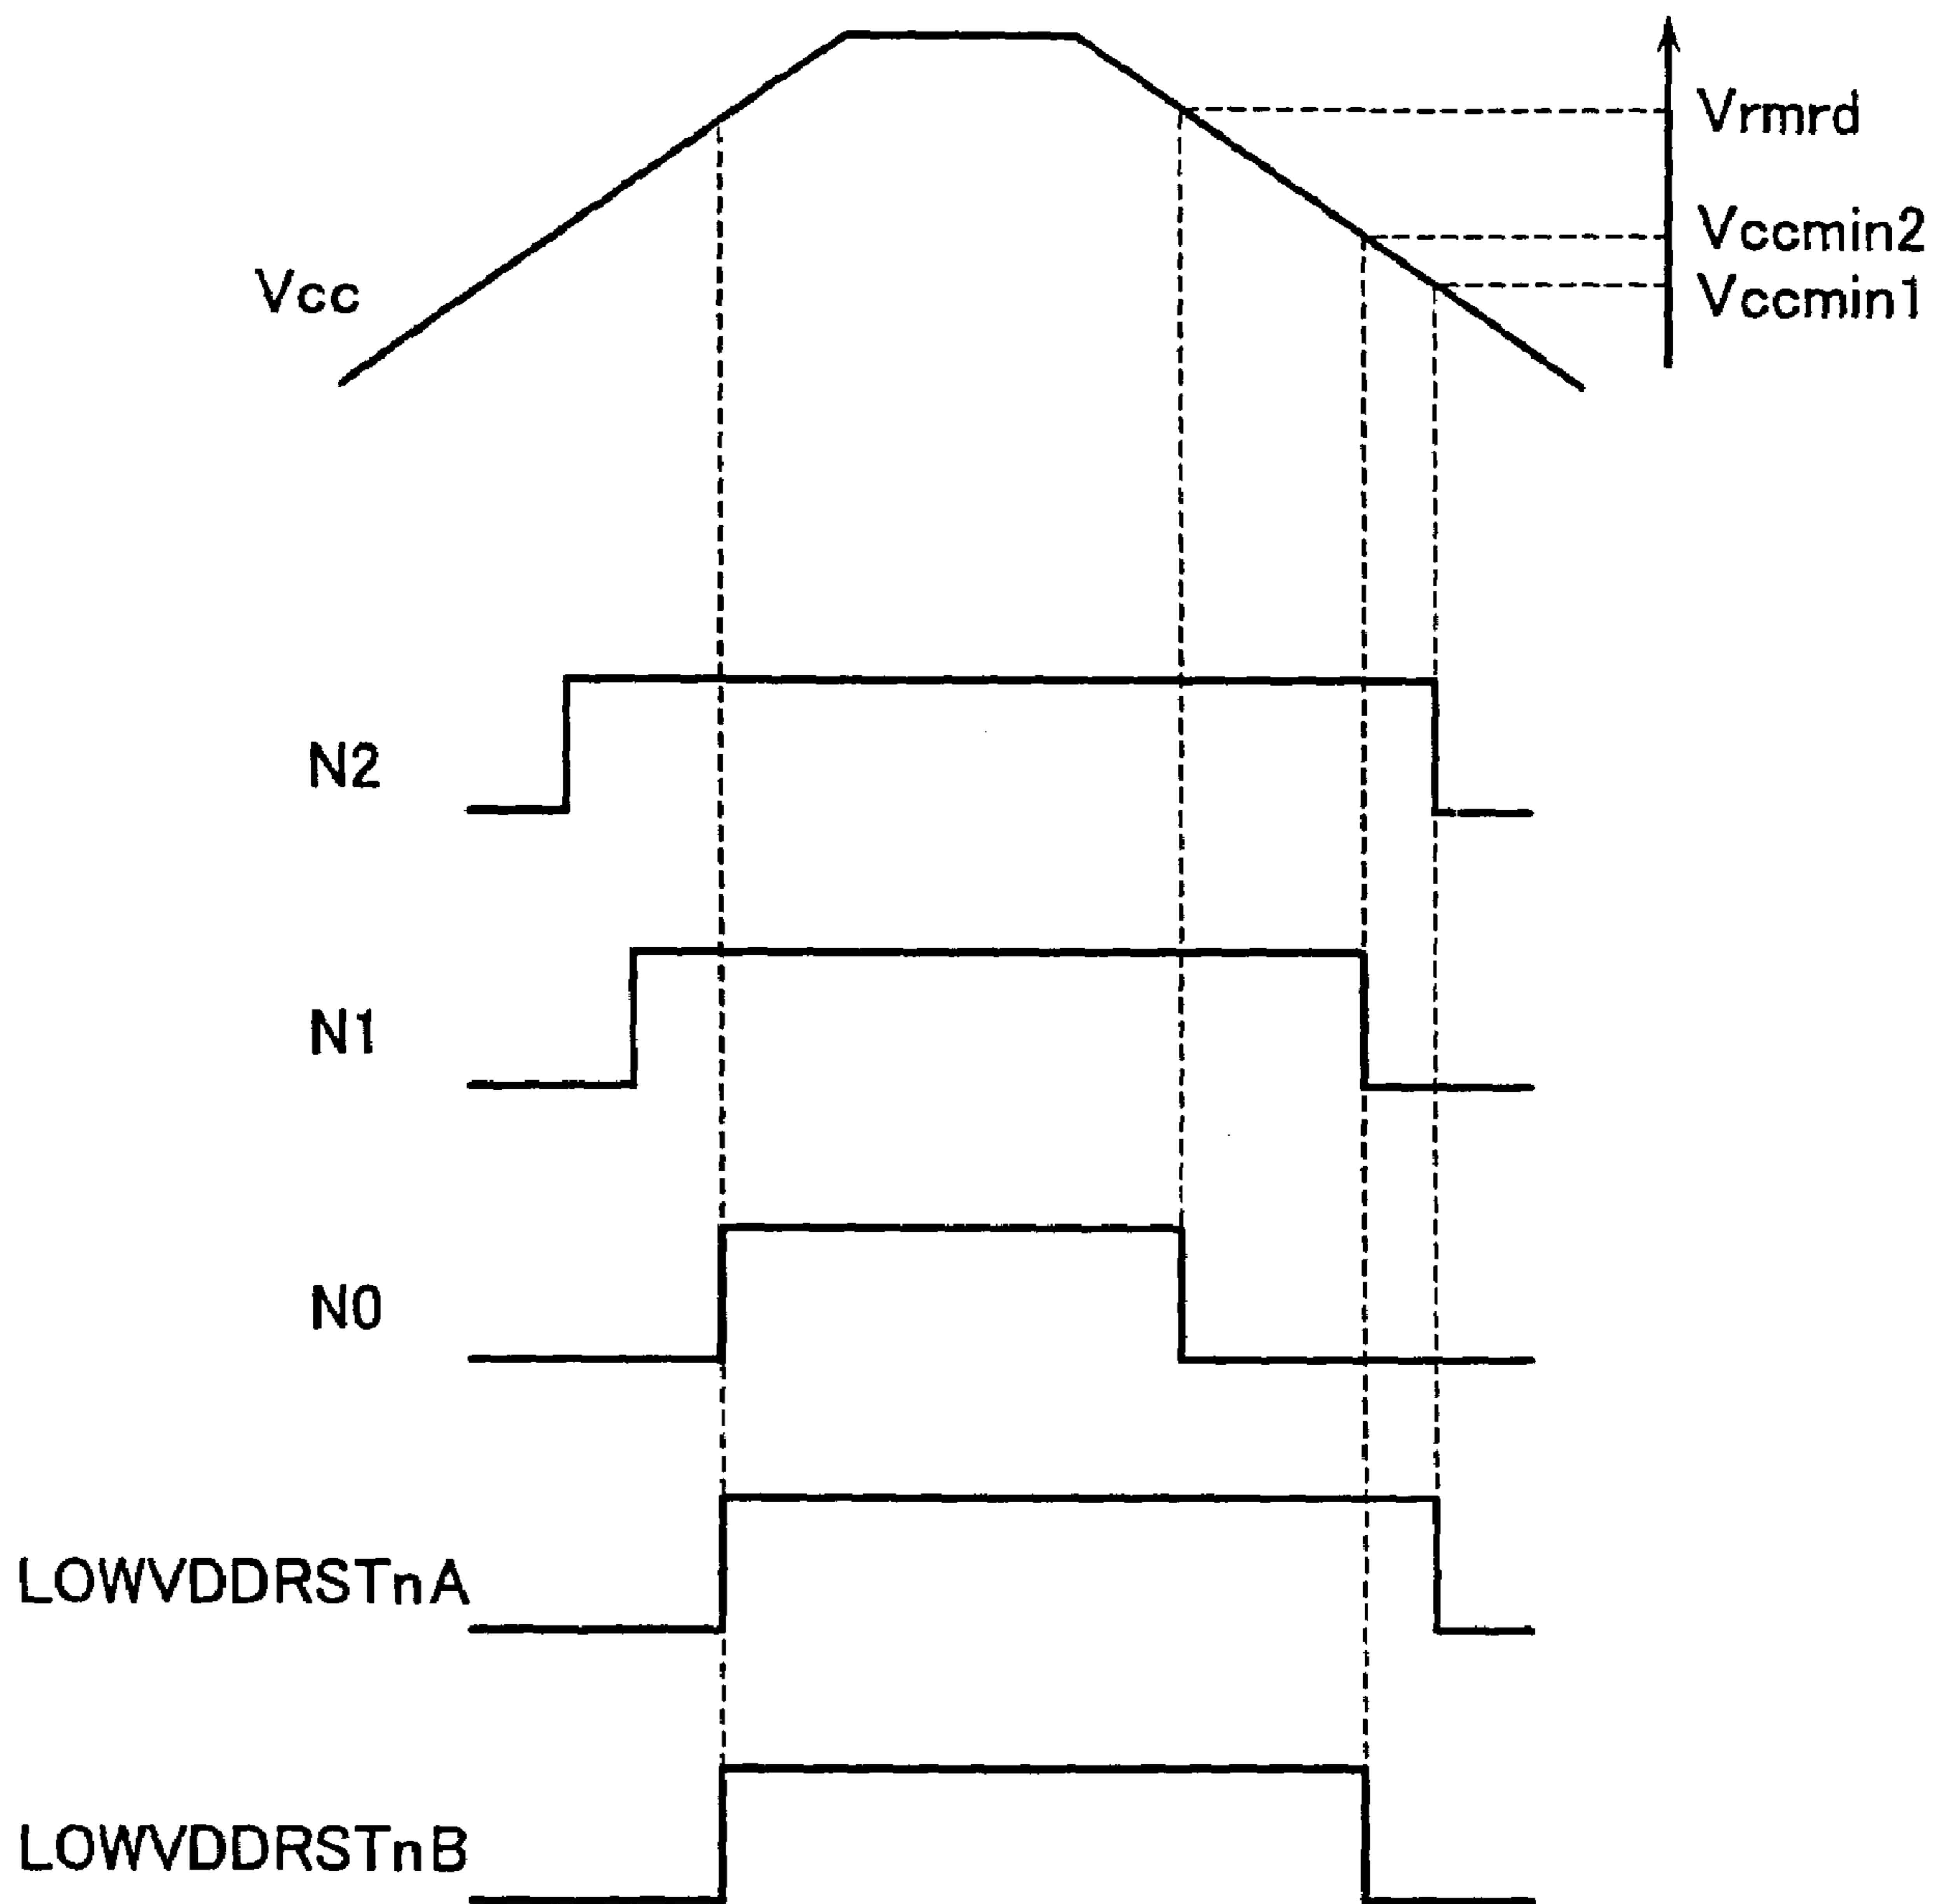 Vrmrd
Vccmin2
Vcc
Vccmin1
N2
N1
N0
LOWVDDRSTnA
LOWVDDRSTnB